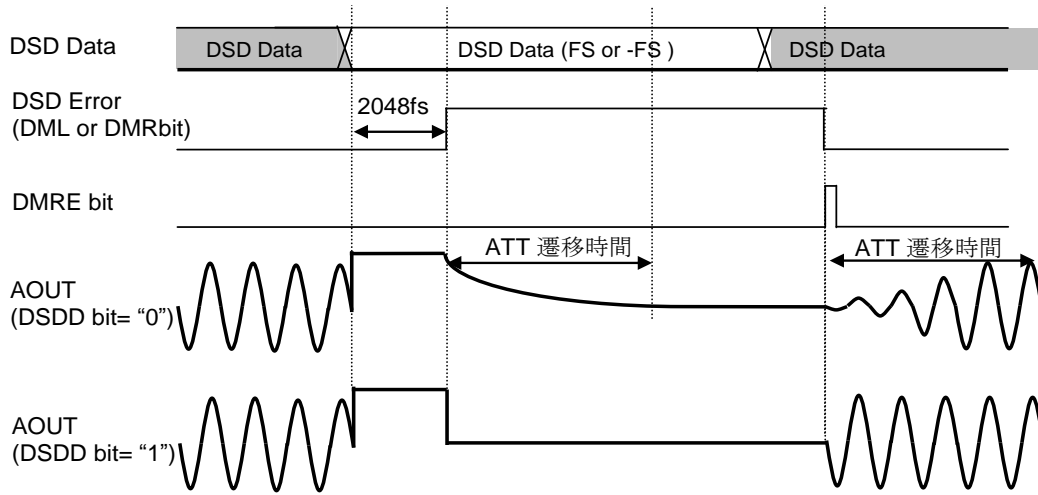 DSD Data
DSD Data
DSD Data (FS or -FS )
DSD Data
DSD Error
(DML or DMRbit)
2048fs
DMRE bit
ATT 遷移時間
ATT 遷移時間
AOUT
(DSDD bit= “0”)
AOUT
(DSDD bit= “1”)